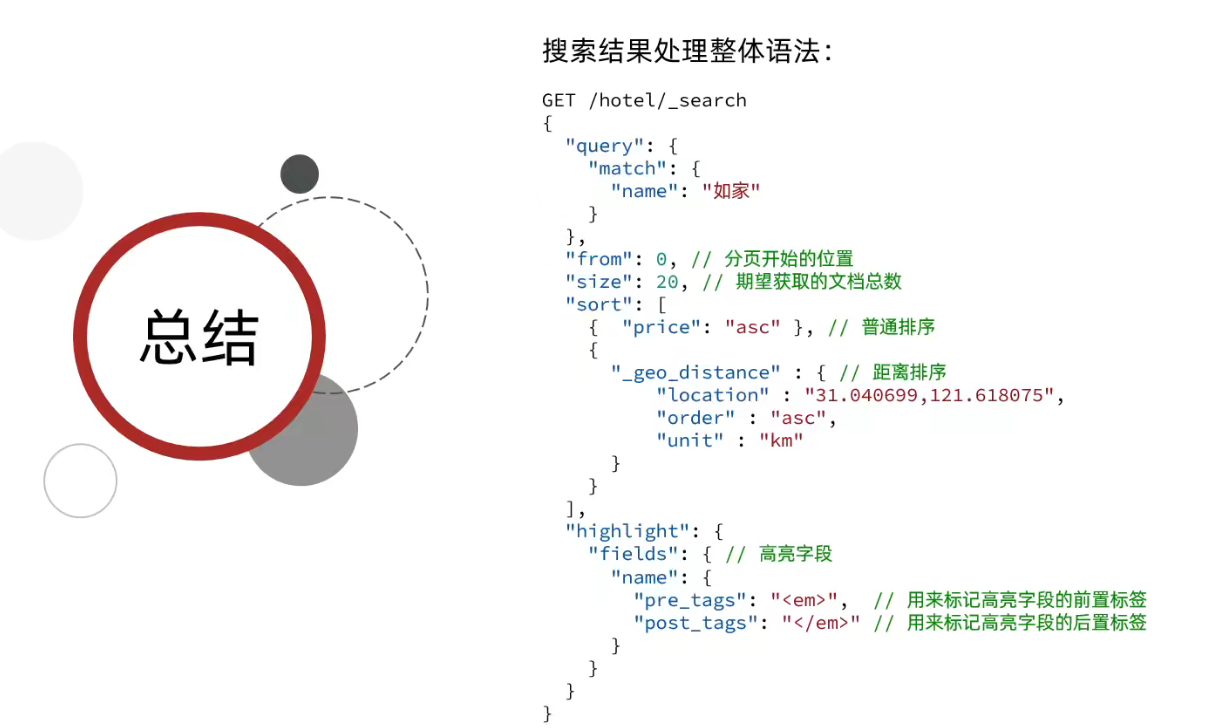 总结
搜索结果处理整体语法：
GET /hotel/_search
{
  "query": {
    "match": {
      "name": "如家"
    }
  },
  "from": 0, // 分页开始的位置
  "size": 20, // 期望获取的文档总数
  "sort": [
    {  "price": "asc" }, // 普通排序
    {
      "_geo_distance" : { // 距离排序
          "location" : "31.040699,121.618075",
          "order" : "asc",
          "unit" : "km"
      }
    }
  ],
  "highlight": {
    "fields": { // 高亮字段
      "name": {
        "pre_tags": "<em>",  // 用来标记高亮字段的前置标签
        "post_tags": "</em>" // 用来标记高亮字段的后置标签
      }
    }
  }
}